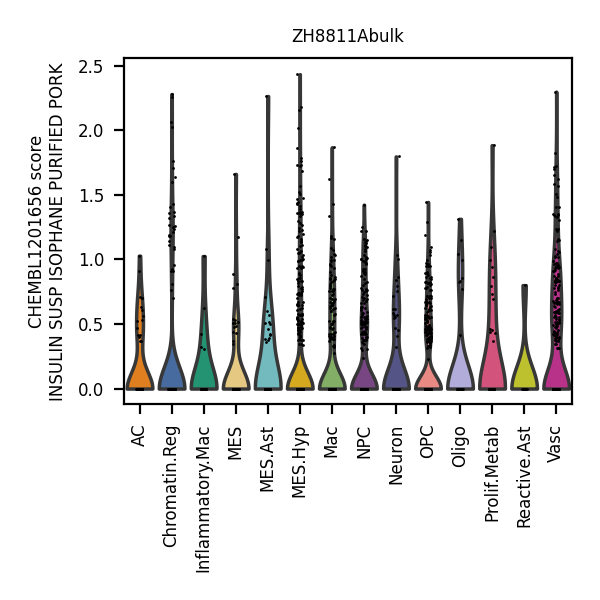 ZH8811Abulk
CHEMBL1201656 score
INSULIN SUSP ISOPHANE PURIFIED PORK
2.5
2.0
1.5
1.0
0.5
0.0
AC
Chromatin.Reg
Inflammatory.Mac
MES
MES.Ast
MES.Hyp
Mac
NPC
Neuron
OPC
Oligo
Prolif.Metab
Reactive.Ast
Vasc